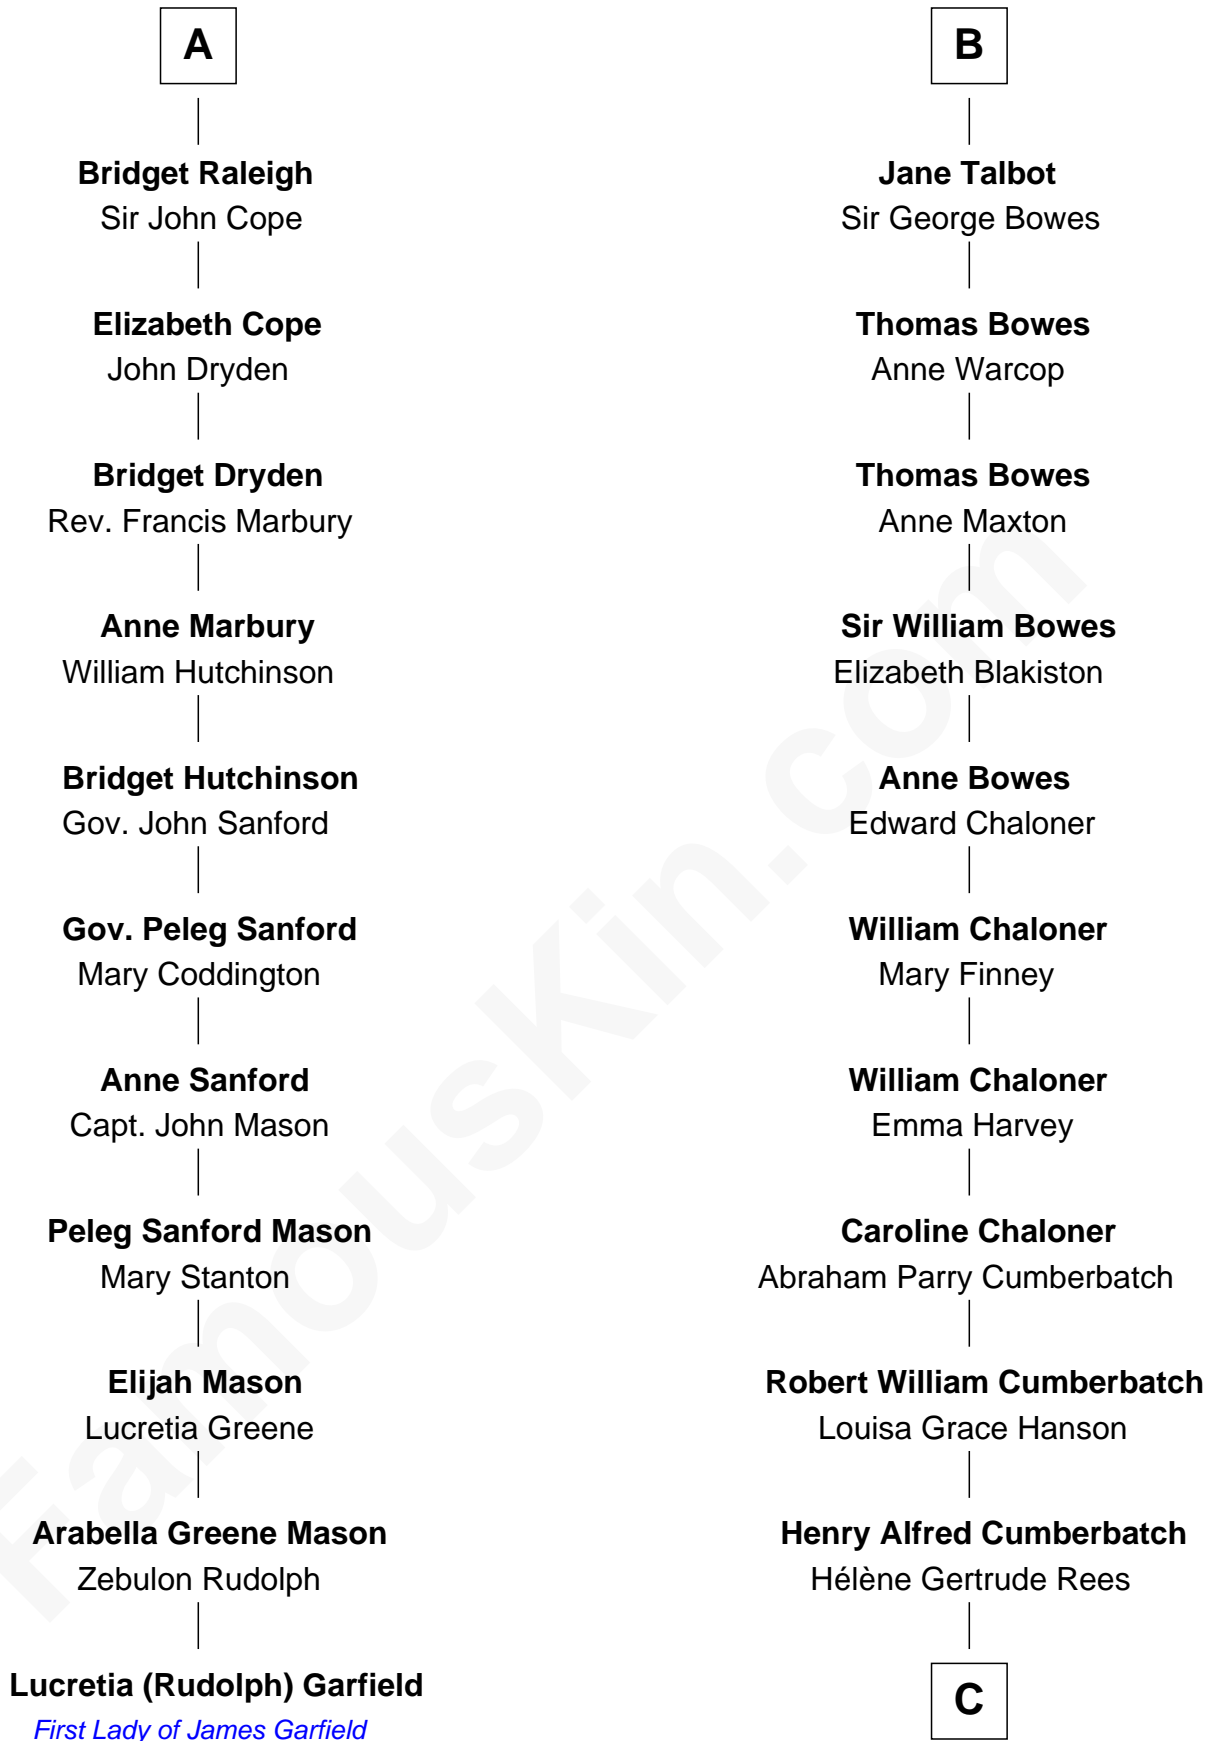 A
Bridget Raleigh
Sir John Cope
Elizabeth Cope
John Dryden
Bridget Dryden
Rev. Francis Marbury
Anne Marbury
William Hutchinson
Bridget Hutchinson
Gov. John Sanford
Gov. Peleg Sanford
Mary Coddington
Anne Sanford
Capt. John Mason
Peleg Sanford Mason
Mary Stanton
Elijah Mason
Lucretia Greene
Arabella Greene Mason
Zebulon Rudolph
Lucretia (Rudolph) Garfield
First Lady of James Garfield
B
Jane Talbot
Sir George Bowes
Thomas Bowes
Anne Warcop
Thomas Bowes
Anne Maxton
Sir William Bowes
Elizabeth Blakiston
Anne Bowes
Edward Chaloner
William Chaloner
Mary Finney
William Chaloner
Emma Harvey
Caroline Chaloner
Abraham Parry Cumberbatch
Robert William Cumberbatch
Louisa Grace Hanson
Henry Alfred Cumberbatch
Hélène Gertrude Rees
C
FamousKin.com